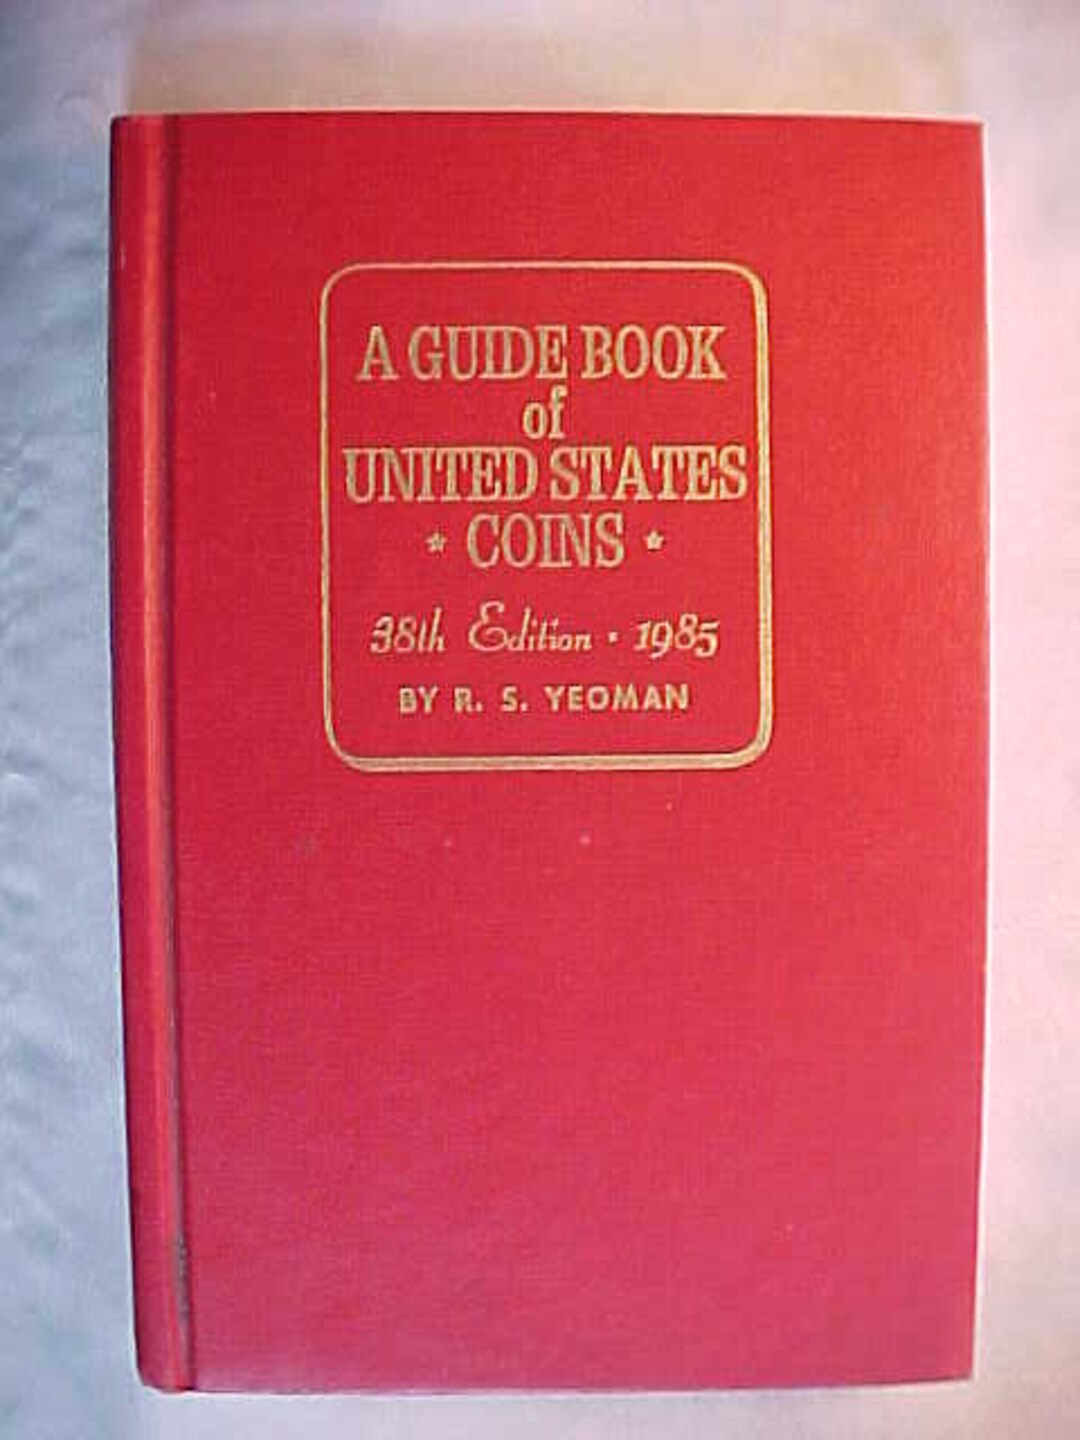 A GUIDE BOOK
of
UNITED STATES
* COINS *
38th Edition · 1985
BY R. S. YEOMAN